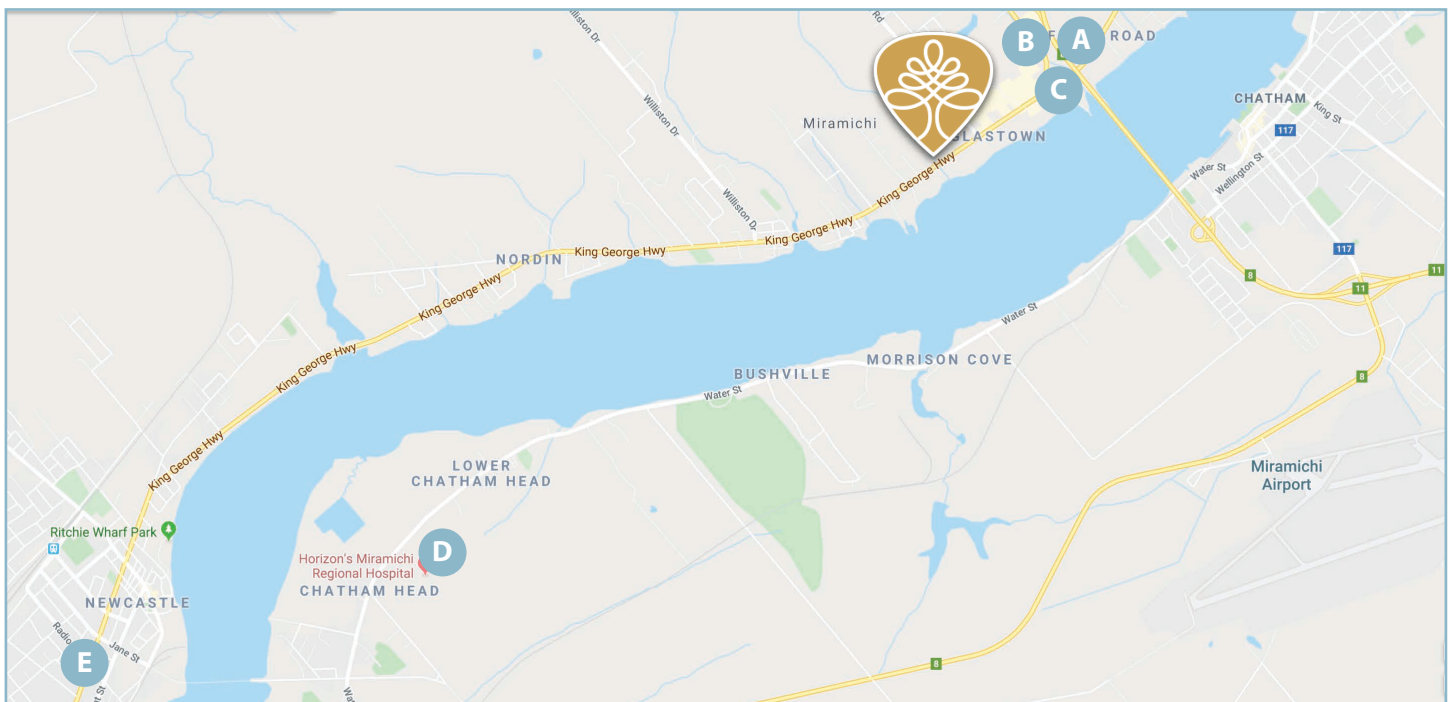 Williston Dr
Rd
B
F
A
ROAD
C
CHATHAM
King St
117
Miramichi
GLASTOWN
Williston Dr
King George Hwy
Water St
Wellington St
Williston Dr
King George Hwy
King George Hwy
NORDIN
117
8
11
11
King George Hwy
Water St
King George Hwy
MORRISON COVE
BUSHVILLE
8
Water St
King George Hwy
LOWER
CHATHAM HEAD
Miramichi
Airport
Ritchie Wharf Park
D
Horizon's Miramichi
Regional Hospital
CHATHAM HEAD
NEWCASTLE
Radio
Jane St
E
8
St
Wa